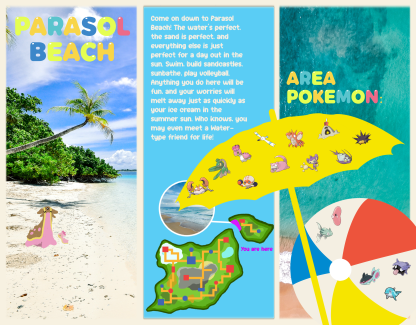 PARASOL
BEACH
Come on down to Parasol
Beach! The water's perfect,
the sand is perfect, and
everything else is just
perfect for a day out in the
sun. Swim, build sandcastles,
sunbathe, play volleyball.
Anything you do here will be
fun, and your worries will
melt away just as quickly as
your ice cream in the
summer sun. Who knows, you
may even meet a Water-
type friend for life!
You are here
AREA
POKEMON: